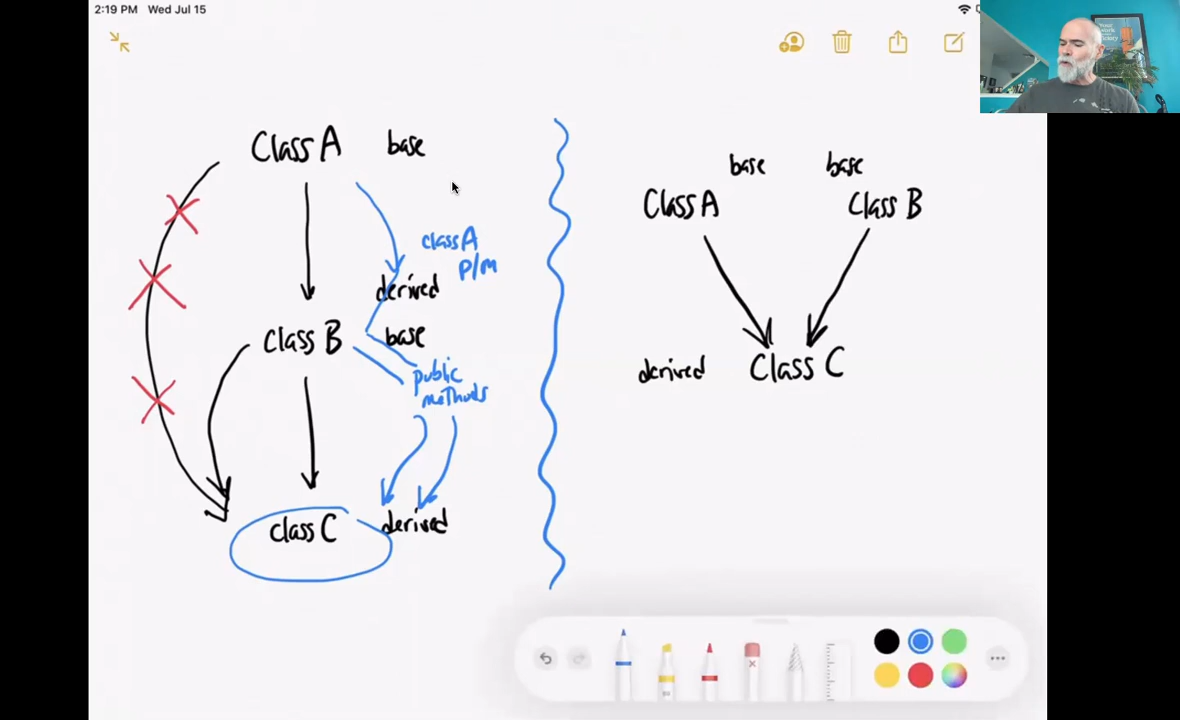 2:19 PM Wed Jul 15
Class A base
class A
P/M
derived
class B base
public
methods
class C derived
base base
Class A Class B
derived Class C